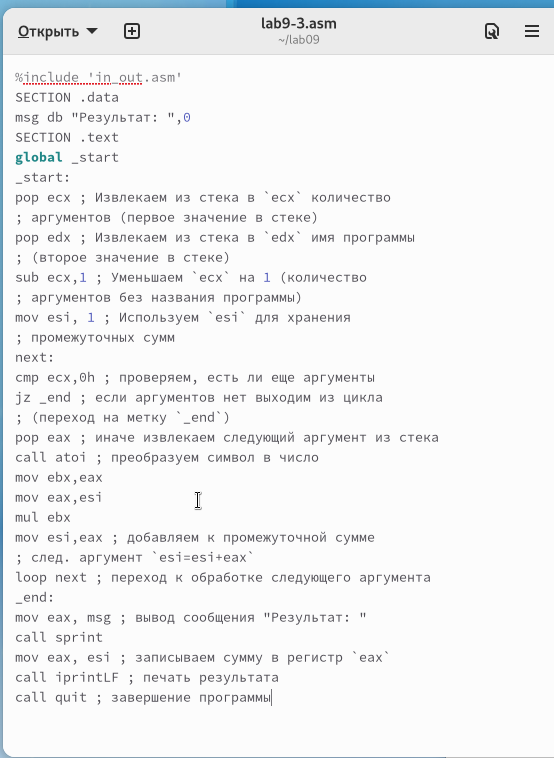 Открыть
lab9-3.asm
~/lab09
%include 'in_out.asm'
SECTION .data
msg db "Результат: ",0
SECTION .text
global _start
_start:
pop ecx ; Извлекаем из стека в `ecx` количество
; аргументов (первое значение в стеке)
pop edx ; Извлекаем из стека в `edx` имя программы
; (второе значение в стеке)
sub ecx,1 ; Уменьшаем `ecx` на 1 (количество
; аргументов без названия программы)
mov esi, 1 ; Используем `esi` для хранения
; промежуточных сумм
next:
cmp ecx,0h ; проверяем, есть ли еще аргументы
jz _end ; если аргументов нет выходим из цикла
; (переход на метку `_end`)
pop eax ; иначе извлекаем следующий аргумент из стека
call atoi ; преобразуем символ в число
mov ebx,eax
mov eax,esi
mul ebx
mov esi,eax ; добавляем к промежуточной сумме
; след. аргумент `esi=esi+eax`
loop next ; переход к обработке следующего аргумента
_end:
mov eax, msg ; вывод сообщения "Результат: "
call sprint
mov eax, esi ; записываем сумму в регистр `eax`
call iprintLF ; печать результата
call quit ; завершение программы